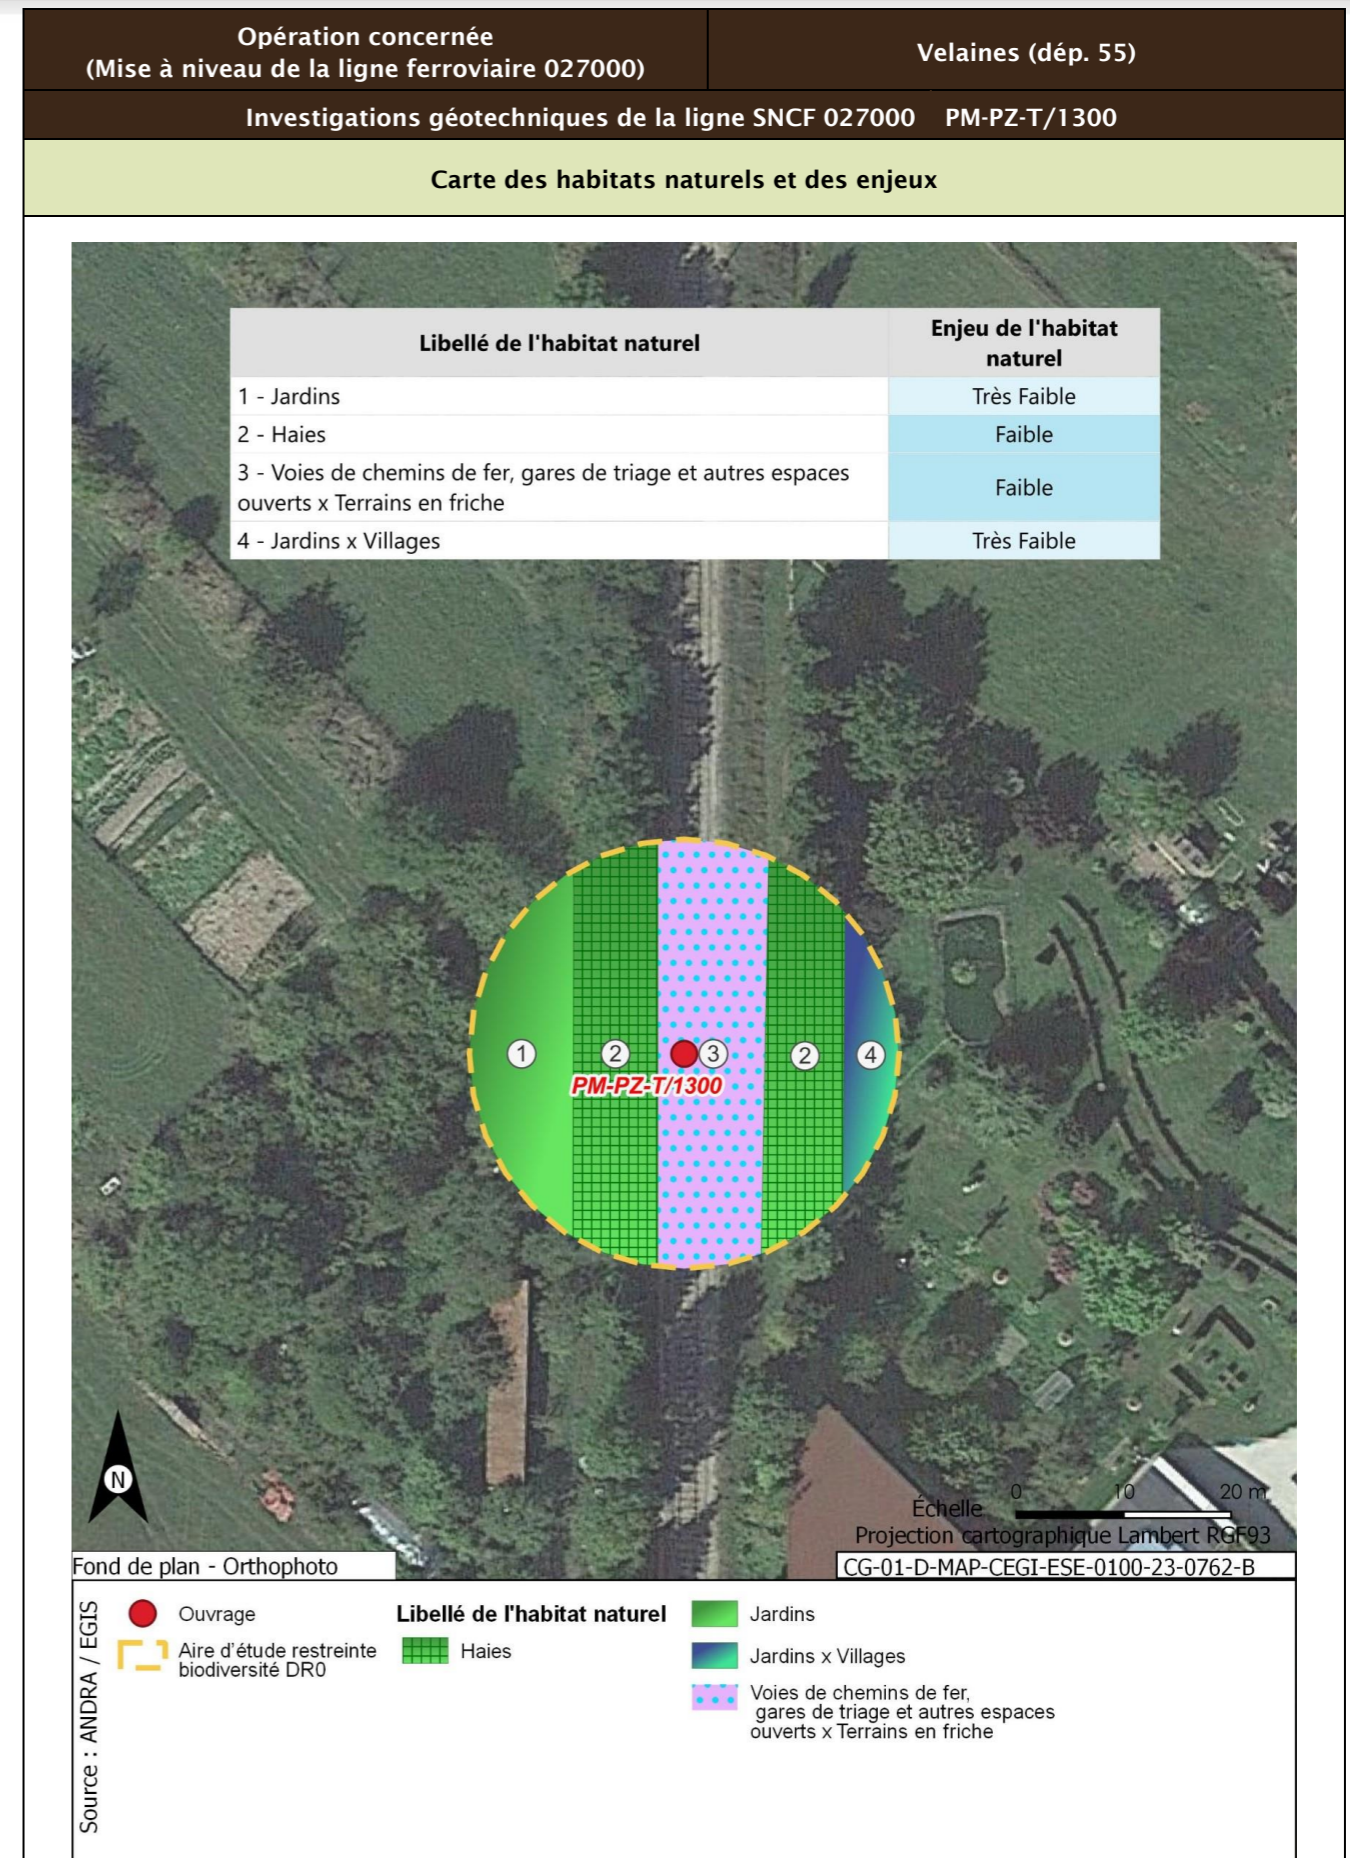 Opération concernée
(Mise à niveau de la ligne ferroviaire 027000)
Velaines (dép. 55)
Investigations géotechniques de la ligne SNCF 027000 PM-PZ-T/1300
Carte des habitats naturels et des enjeux
Libellé de l'habitat naturel
Enjeu de l'habitat
naturel
1 - Jardins
Très Faible
2 - Haies
Faible
3 - Voies de chemins de fer, gares de triage et autres espaces
ouverts x Terrains en friche
Faible
4 - Jardins x Villages
Très Faible
1
2
3
2
4
PM-PZ-T/1300
N
0 10 20 m
Échelle
Projection cartographique Lambert RGF93
Fond de plan - Orthophoto
CG-01-D-MAP-CEGI-ESE-0100-23-0762-B
Source : ANDRA / EGIS
Ouvrage
Aire d'étude restreinte
biodiversité DR0
Libellé de l'habitat naturel
Haies
Jardins
Jardins x Villages
Voies de chemins de fer,
gares de triage et autres espaces
ouverts x Terrains en friche